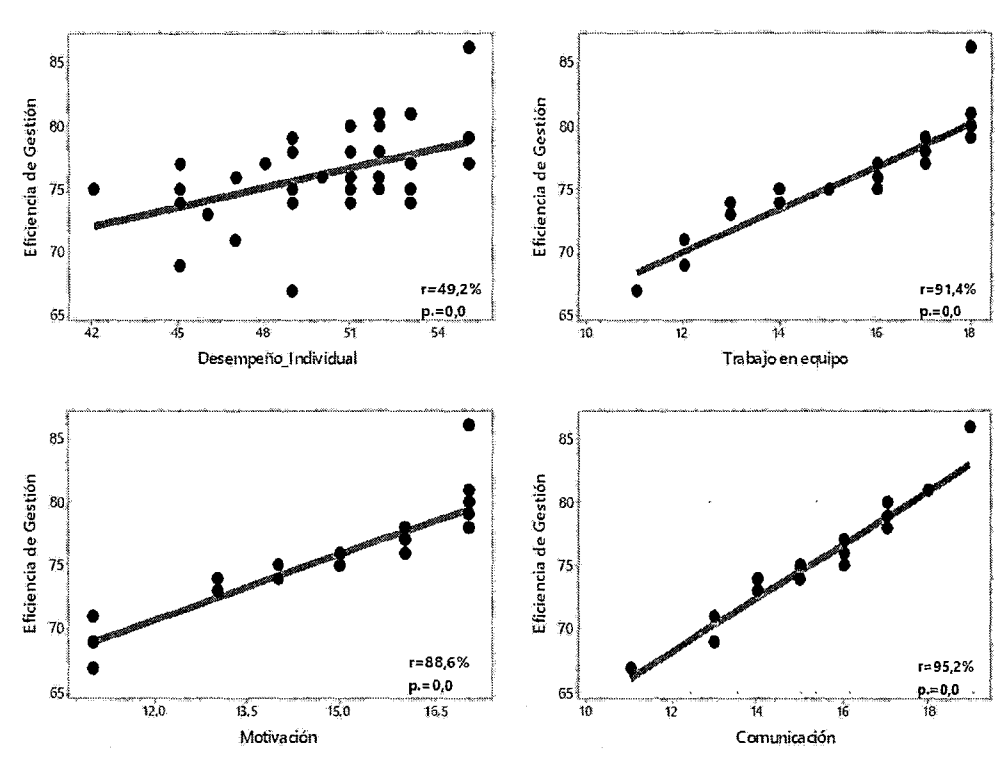 Eficiencia de Gestión
85
80
75
70
65
r=49,2%
p.=0,0
42 45 48 51 54
Desempeño_Individual
Eficiencia de Gestión
85
80
75
70
65
r=91,4%
p.=0,0
10 12 14 16 18
Trabajo en equipo
Eficiencia de Gestión
85
80
75
70
65
r=88,6%
p.=0,0
12,0 13,5 15,0 16,5
Motivación
Eficiencia de Gestión
85
80
75
70
65
r=95,2%
p.=0,0
10 12 14 16 18
Comunicación